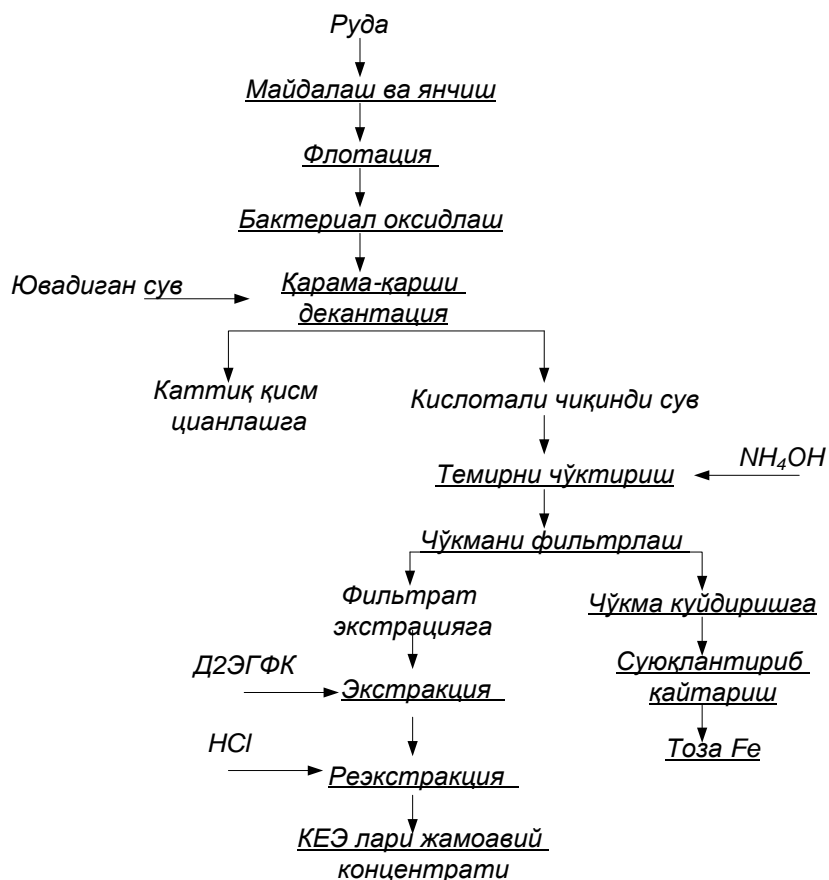 Руда
Майдалаш ва янчиш
Флотация
Бактериал оксидлаш
Ювадиган сув
Қарама-қарши
декантация
Каттиқ қисм
цианлашга
Кислотали чиқинди сув
NH₄OH
Темирни чўктириш
Чўкмани фильтрлаш
Фильтрат
экстрацияга
Чўкма куйдиришга
Д2ЭГФК
Экстракция
Суюқлантириб
қайтариш
HCl
Реэкстракция
Тоза Fe
КЕЭ лари жамоавий
концентрати